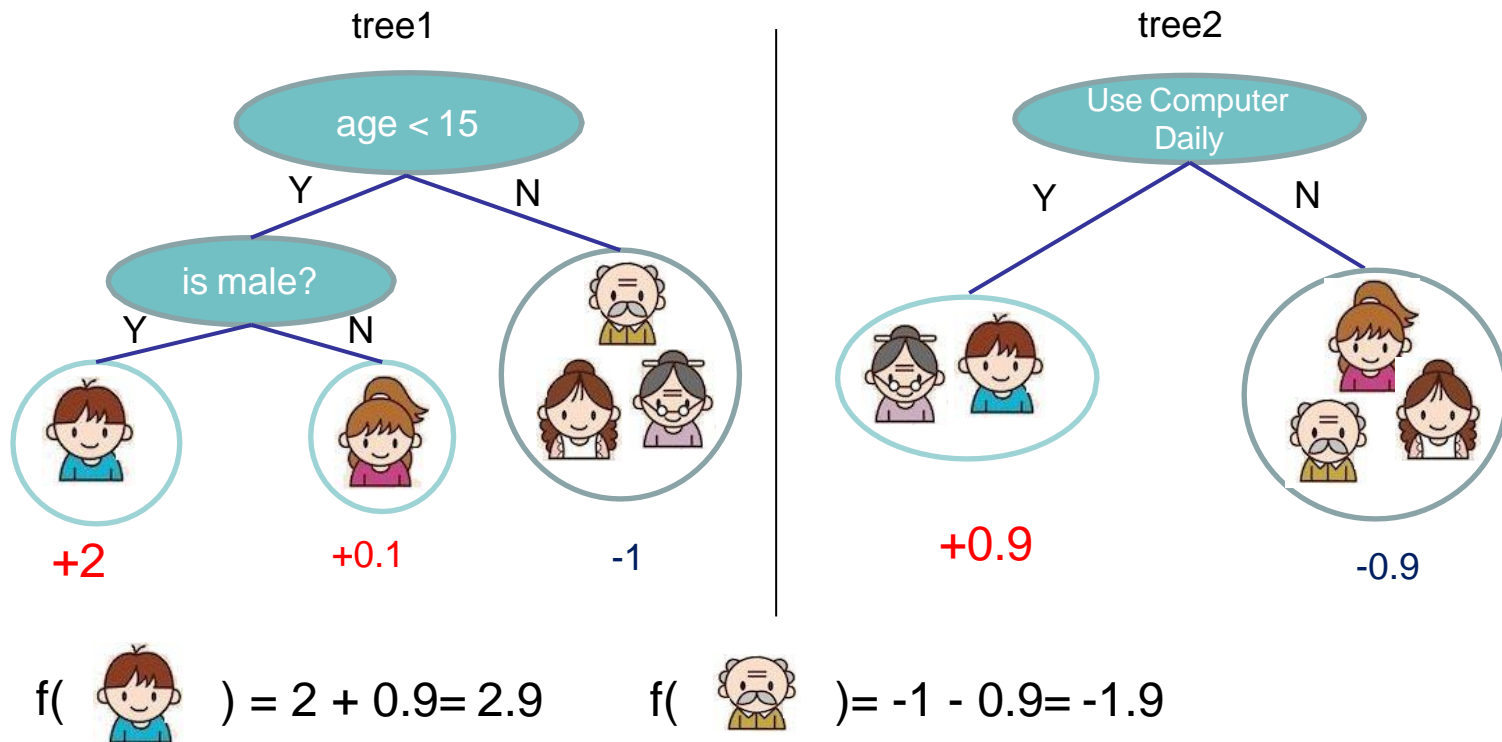 tree1
age < 15
Y
N
is male?
Y
N
+2
+0.1
-1
tree2
Use Computer
Daily
Y
N
+0.9
-0.9
f( ) = 2 + 0.9= 2.9
f( )= -1 - 0.9= -1.9